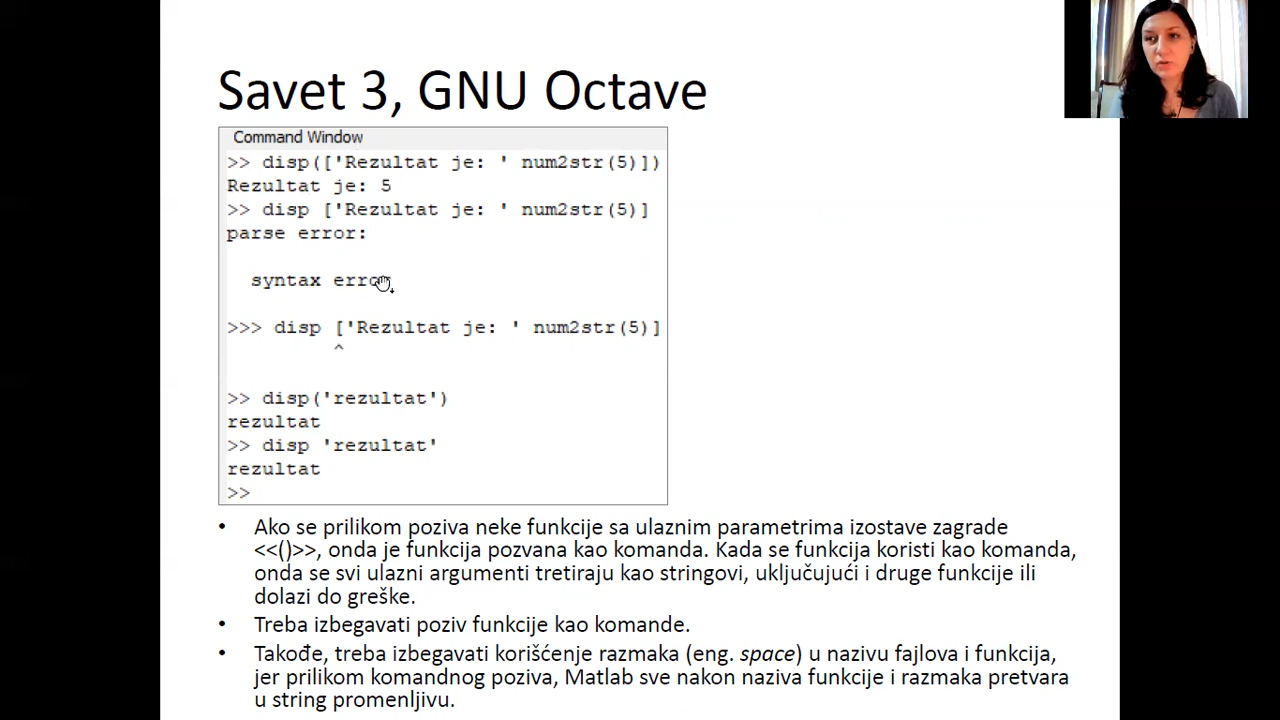 Savet 3, GNU Octave
Command Window
>> disp(['Rezultat je: ' num2str(5)])
Rezultat je: 5
>> disp ['Rezultat je: ' num2str(5)]
parse error:
syntax error
>>> disp ['Rezultat je: ' num2str(5)]
^
>> disp('rezultat')
rezultat
>> disp 'rezultat'
rezultat
>>
• Ako se prilikom poziva neke funkcije sa ulaznim parametrima izostave zagrade
<<()>>, onda je funkcija pozvana kao komanda. Kada se funkcija koristi kao komanda,
onda se svi ulazni argumenti tretiraju kao stringovi, uključujući i druge funkcije ili
dolazi do greške.
• Treba izbegavati poziv funkcije kao komande.
• Takođe, treba izbegavati korišćenje razmaka (eng. space) u nazivu fajlova i funkcija,
jer prilikom komandnog poziva, Matlab sve nakon naziva funkcije i razmaka pretvara
u string promenljivu.